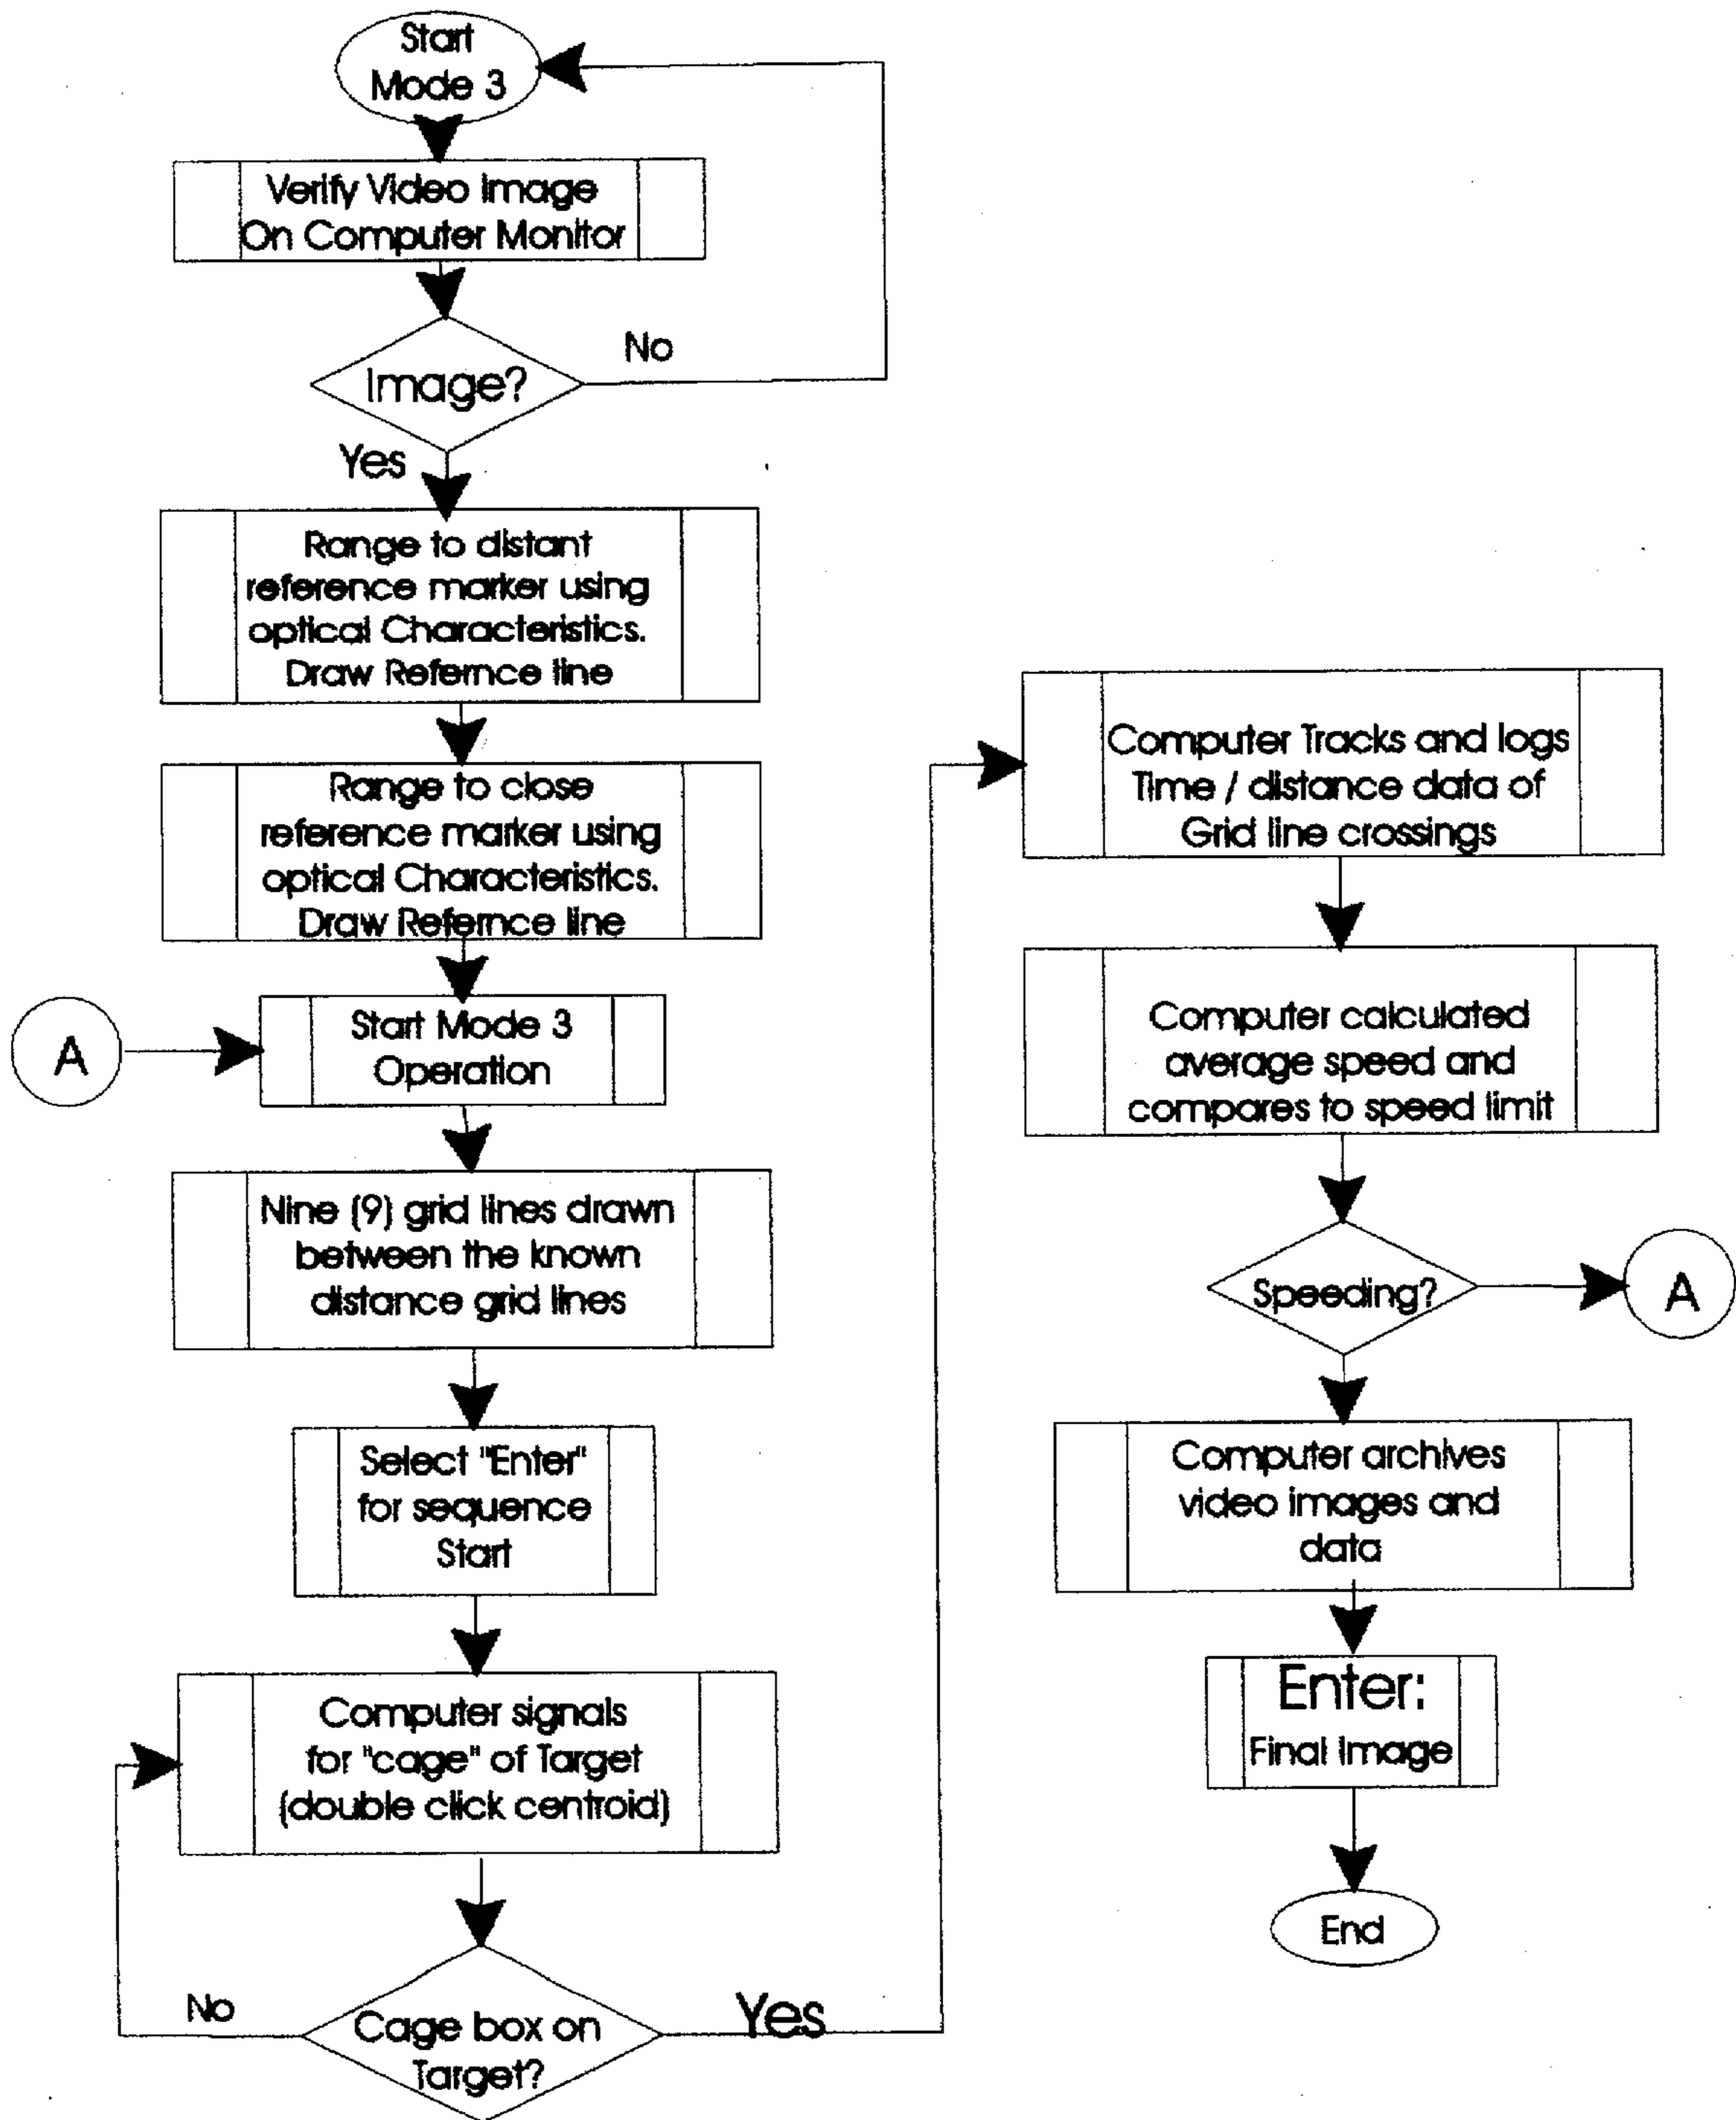 Start
Mode 3
Verify Video Image
On Computer Monitor
Image?
No
Yes
Range to distant
reference marker using
optical Characteristics.
Draw Refernce line
Range to close
reference marker using
optical Characteristics.
Draw Refernce line
A
Start Mode 3
Operation
Nine (9) grid lines drawn
between the known
distance grid lines
Select "Enter"
for sequence
Start
Computer signals
for "cage" of Target
(double click centroid)
No
Cage box on
Target?
Yes
Computer Tracks and logs
Time / distance data of
Grid line crossings
Computer calculated
average speed and
compares to speed limit
Speeding?
A
Computer archives
video images and
data
Enter:
Final Image
End